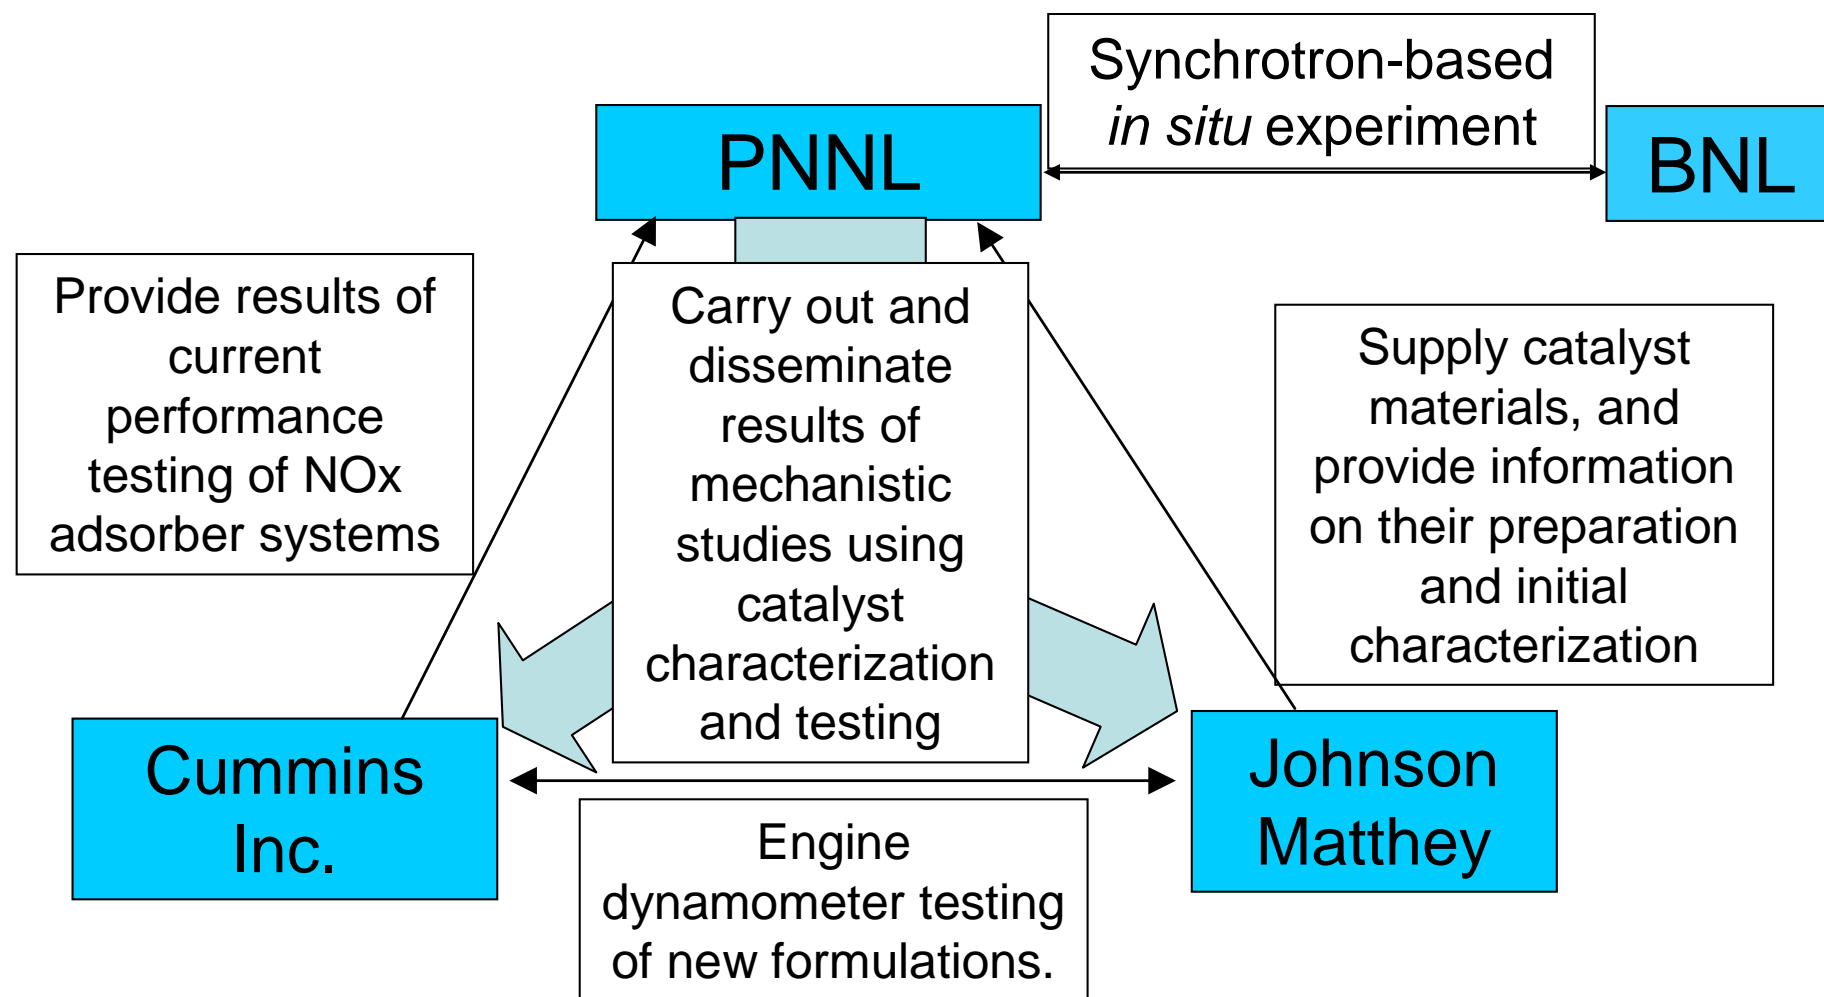 Synchrotron-based
in situ experiment
PNNL
BNL
Provide results of
current
performance
testing of NOx
adsorber systems
Carry out and
disseminate
results of
mechanistic
studies using
catalyst
characterization
and testing
Supply catalyst
materials, and
provide information
on their preparation
and initial
characterization
Cummins
Inc.
Johnson
Matthey
Engine
dynamometer testing
of new formulations.